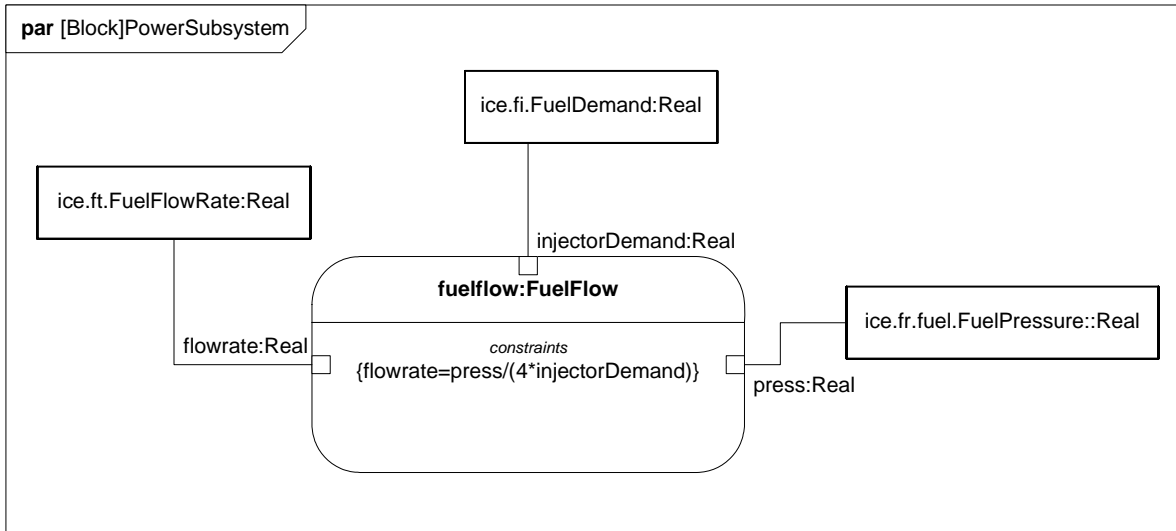 par [Block]PowerSubsystem
ice.fi.FuelDemand:Real
ice.ft.FuelFlowRate:Real
injectorDemand:Real
fuelflow:FuelFlow
ice.fr.fuel.FuelPressure::Real
flowrate:Real
constraints
{flowrate=press/(4*injectorDemand)}
press:Real